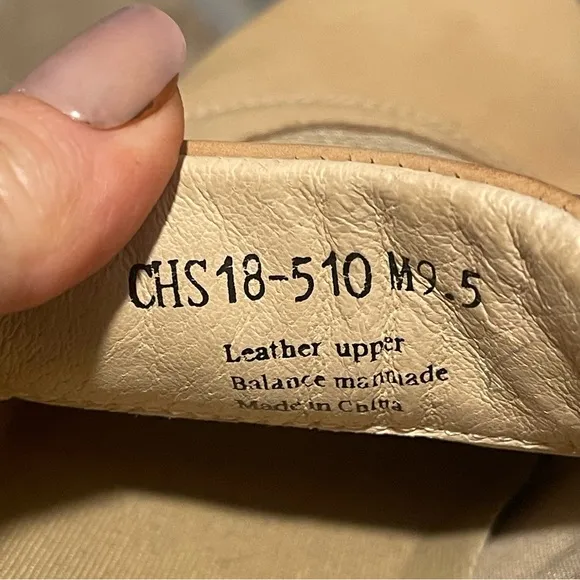 CHS18-510 M9.5
Leather upper
Balance manmade
Made in China